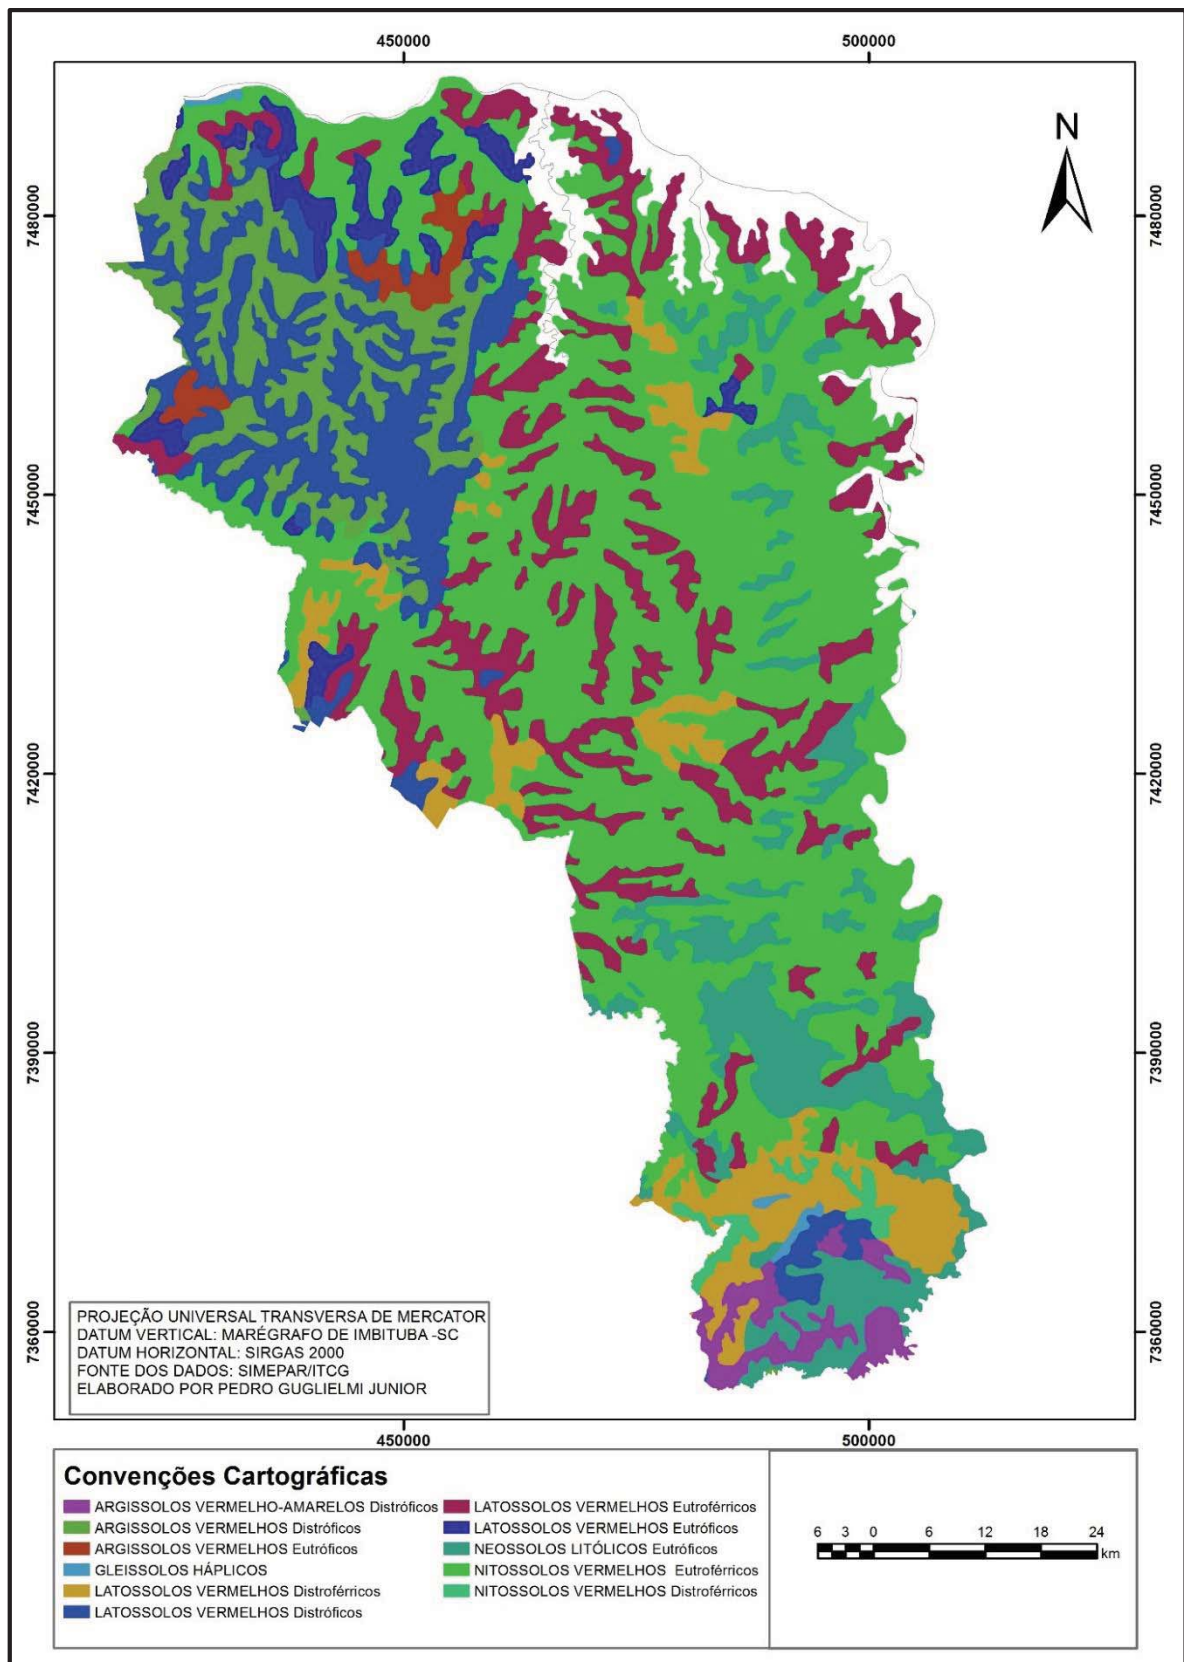 450000 500000
N
7480000 7480000
7450000 7450000
7420000 7420000
7390000 7390000
7360000 7360000
PROJEÇÃO UNIVERSAL TRANSVERSA DE MERCATOR
DATUM VERTICAL: MARÉGRAFO DE IMBITUBA -SC
DATUM HORIZONTAL: SIRGAS 2000
FONTE DOS DADOS: SIMEPAR/ITCG
ELABORADO POR PEDRO GUGLIELMI JUNIOR
450000 500000
Convenções Cartográficas
ARGISSOLOS VERMELHO-AMARELOS Distróficos
ARGISSOLOS VERMELHOS Distróficos
ARGISSOLOS VERMELHOS Eutróficos
GLEISSOLOS HÁPLICOS
LATOSSOLOS VERMELHOS Distroférricos
LATOSSOLOS VERMELHOS Distróficos
LATOSSOLOS VERMELHOS Eutroférricos
LATOSSOLOS VERMELHOS Eutróficos
NEOSSOLOS LITÓLICOS Eutóficos
NITOSSOLOS VERMELHOS Eutroférricos
NITOSSOLOS VERMELHOS Distroférricos
6 3 0 6 12 18 24
km